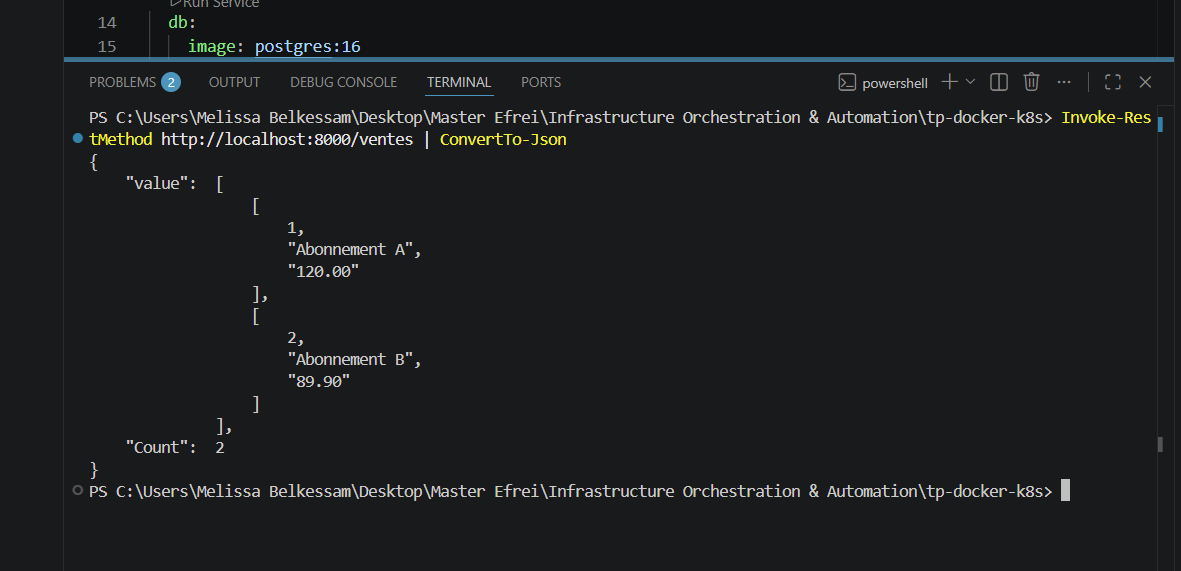 Run Service
14 db:
15 image: postgres:16
PROBLEMS 2 OUTPUT DEBUG CONSOLE TERMINAL PORTS powershell
PS C:\Users\Melissa Belkessam\Desktop\Master Efrei\Infrastructure Orchestration & Automation\tp-docker-k8s> Invoke-Res
tMethod http://localhost:8000/ventes | ConvertTo-Json
{
"value": [
[
1,
"Abonnement A",
"120.00"
],
[
2,
"Abonnement B",
"89.90"
]
],
"Count": 2
}
PS C:\Users\Melissa Belkessam\Desktop\Master Efrei\Infrastructure Orchestration & Automation\tp-docker-k8s>